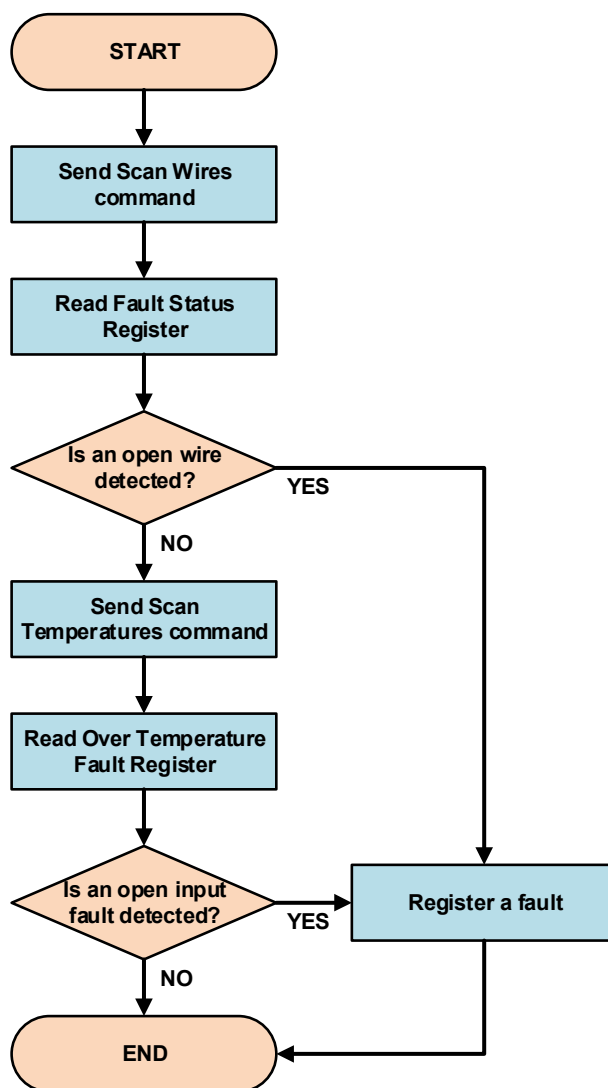 START
Send Scan Wires
command
Read Fault Status
Register
Is an open wire
detected?
YES
NO
Send Scan
Temperatures command
Read Over Temperature
Fault Register
Is an open input
fault detected?
YES
Register a fault
NO
END